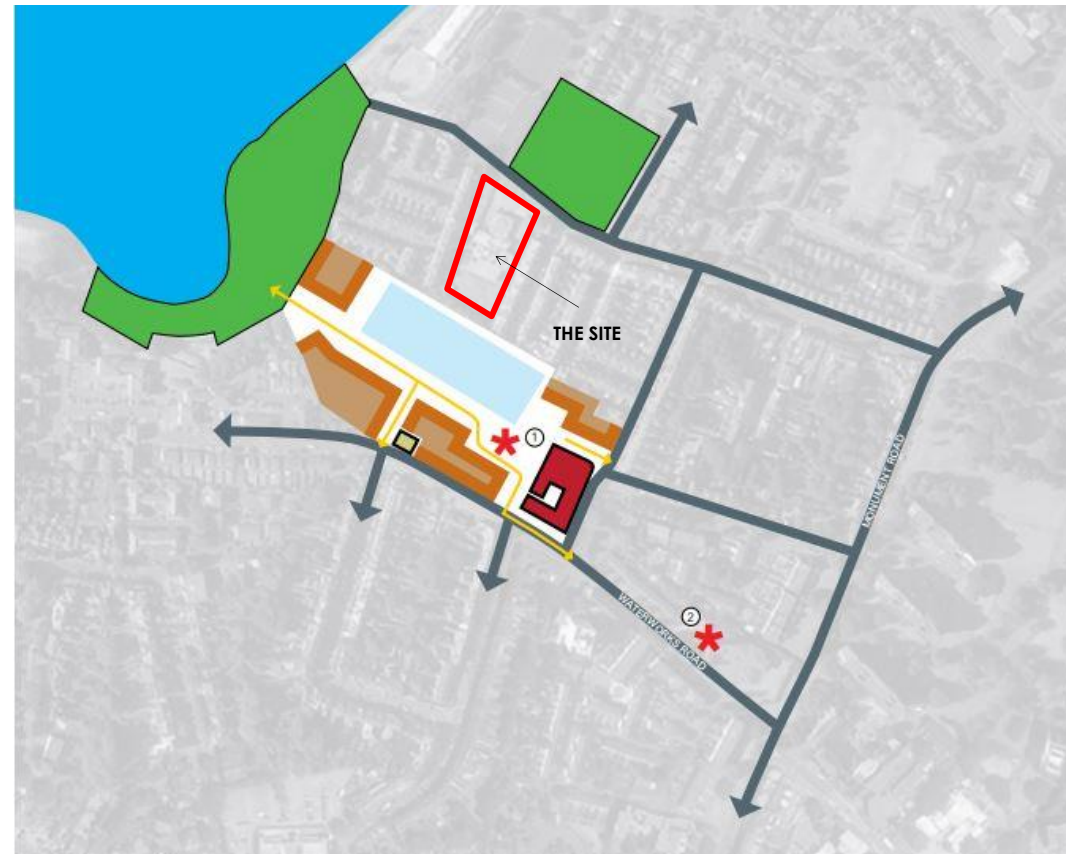 THE SITE
①
MONUMENT ROAD
②
WATERWORKS ROAD